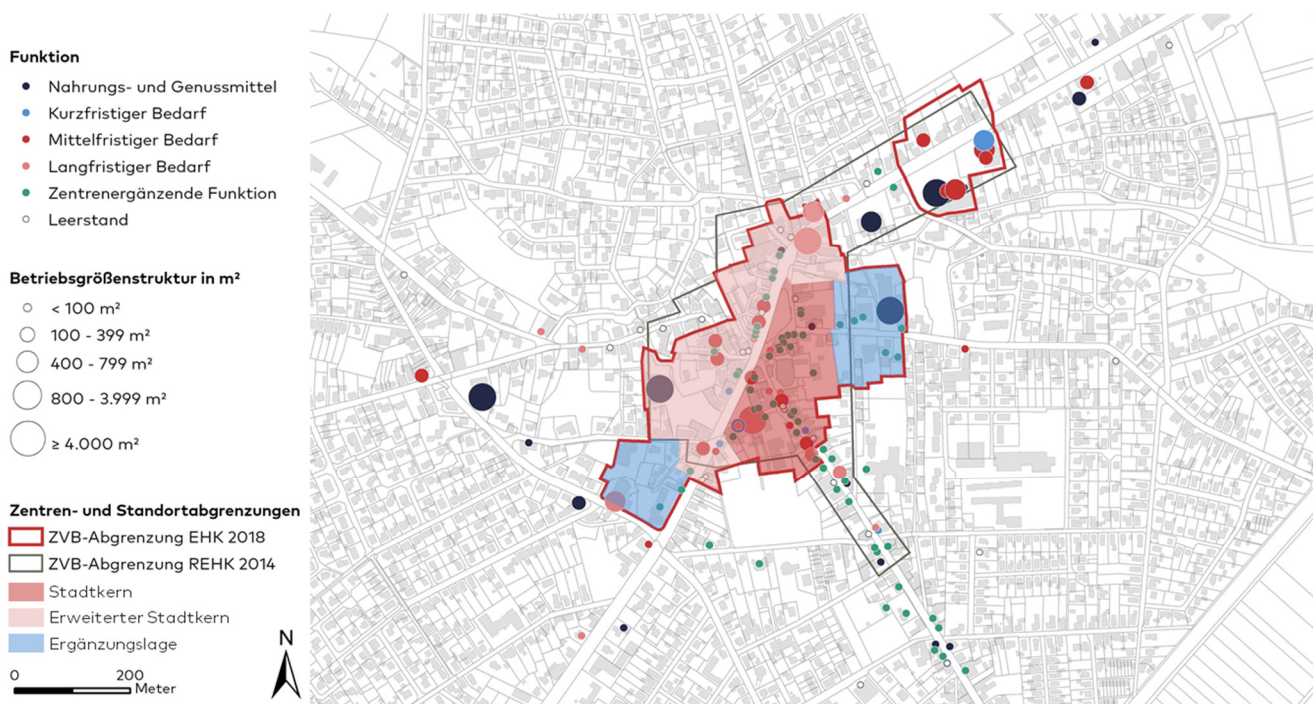 Funktion
Nahrungs- und Genussmittel
Kurzfristiger Bedarf
Mittelfristiger Bedarf
Langfristiger Bedarf
Zentrenergänzende Funktion
Leerstand
Betriebsgrößenstruktur in m²
< 100 m²
100 - 399 m²
400 - 799 m²
800 - 3.999 m²
≥ 4.000 m²
Zentren- und Standortabgrenzungen
ZVB-Abgrenzung EHK 2018
ZVB-Abgrenzung REHK 2014
Stadtkern
Erweiterter Stadtkern
Ergänzungslage
N
0 200
Meter